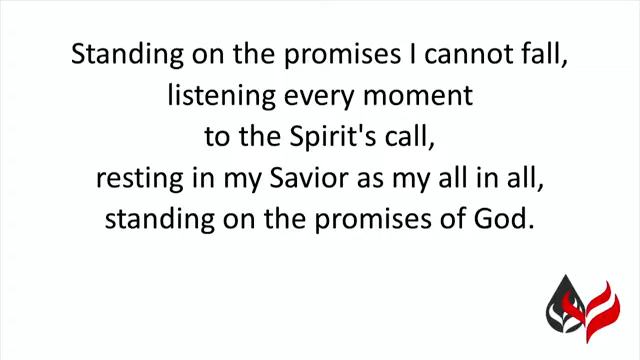 Standing on the promises I cannot fall,
listening every moment
to the Spirit's call,
resting in my Savior as my all in all,
standing on the promises of God.